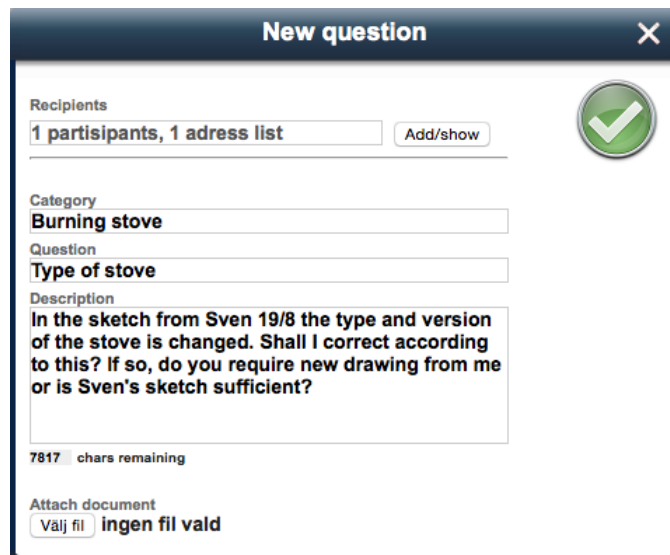 New question
Recipients
1 partisipants, 1 adress list
Add/show
Category
Burning stove
Question
Type of stove
Description
In the sketch from Sven 19/8 the type and version
of the stove is changed. Shall I correct according
to this? If so, do you require new drawing from me
or is Sven's sketch sufficient?
7817 chars remaining
Attach document
Välj fil ingen fil vald